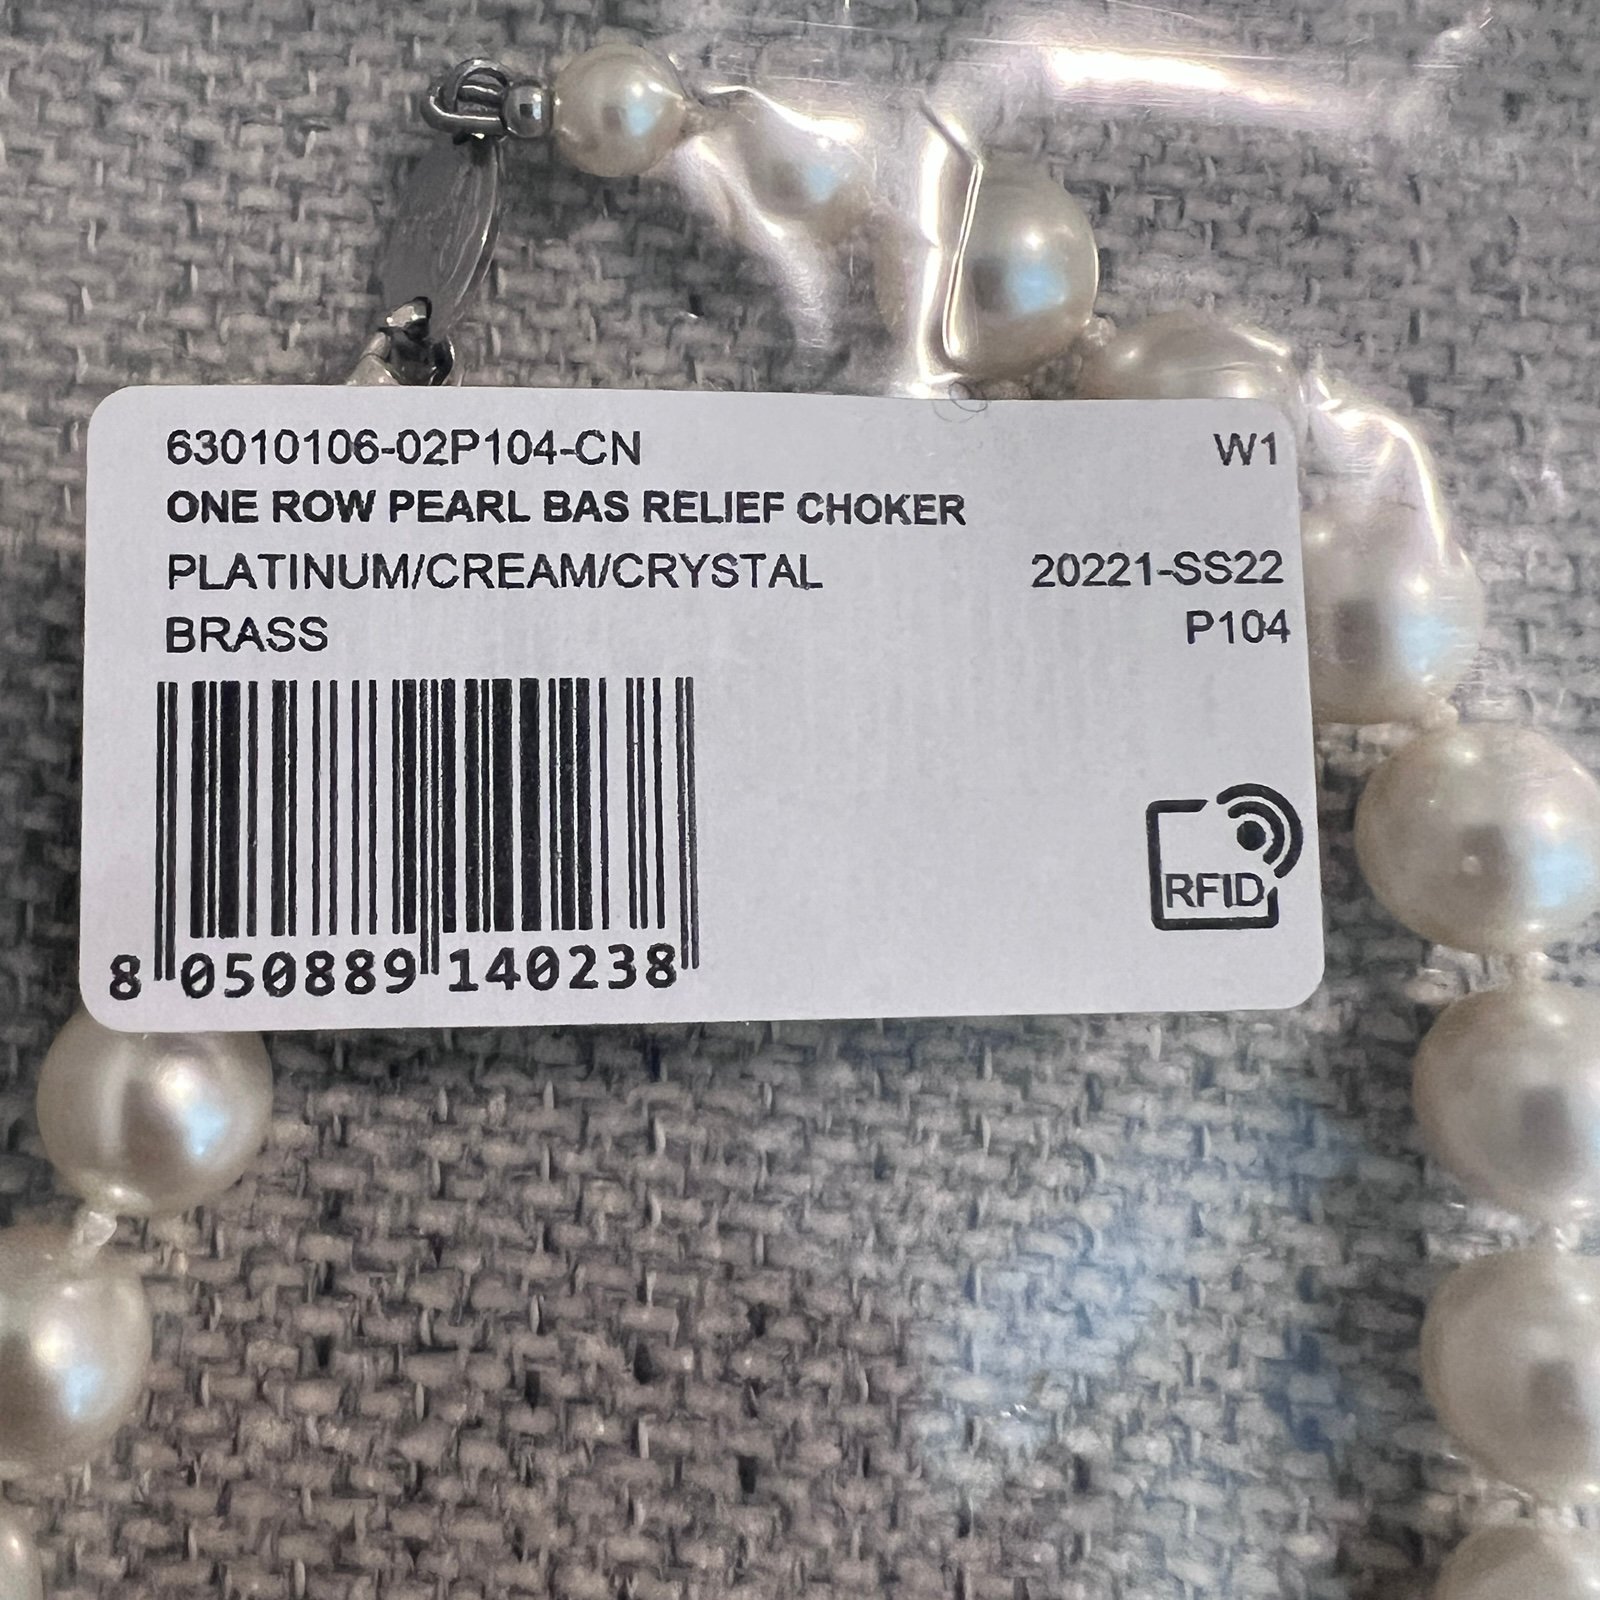 63010106-02P104-CN W1
ONE ROW PEARL BAS RELIEF CHOKER
PLATINUM/CREAM/CRYSTAL 20221-SS22
BRASS P104
RFID
8 050889 140238